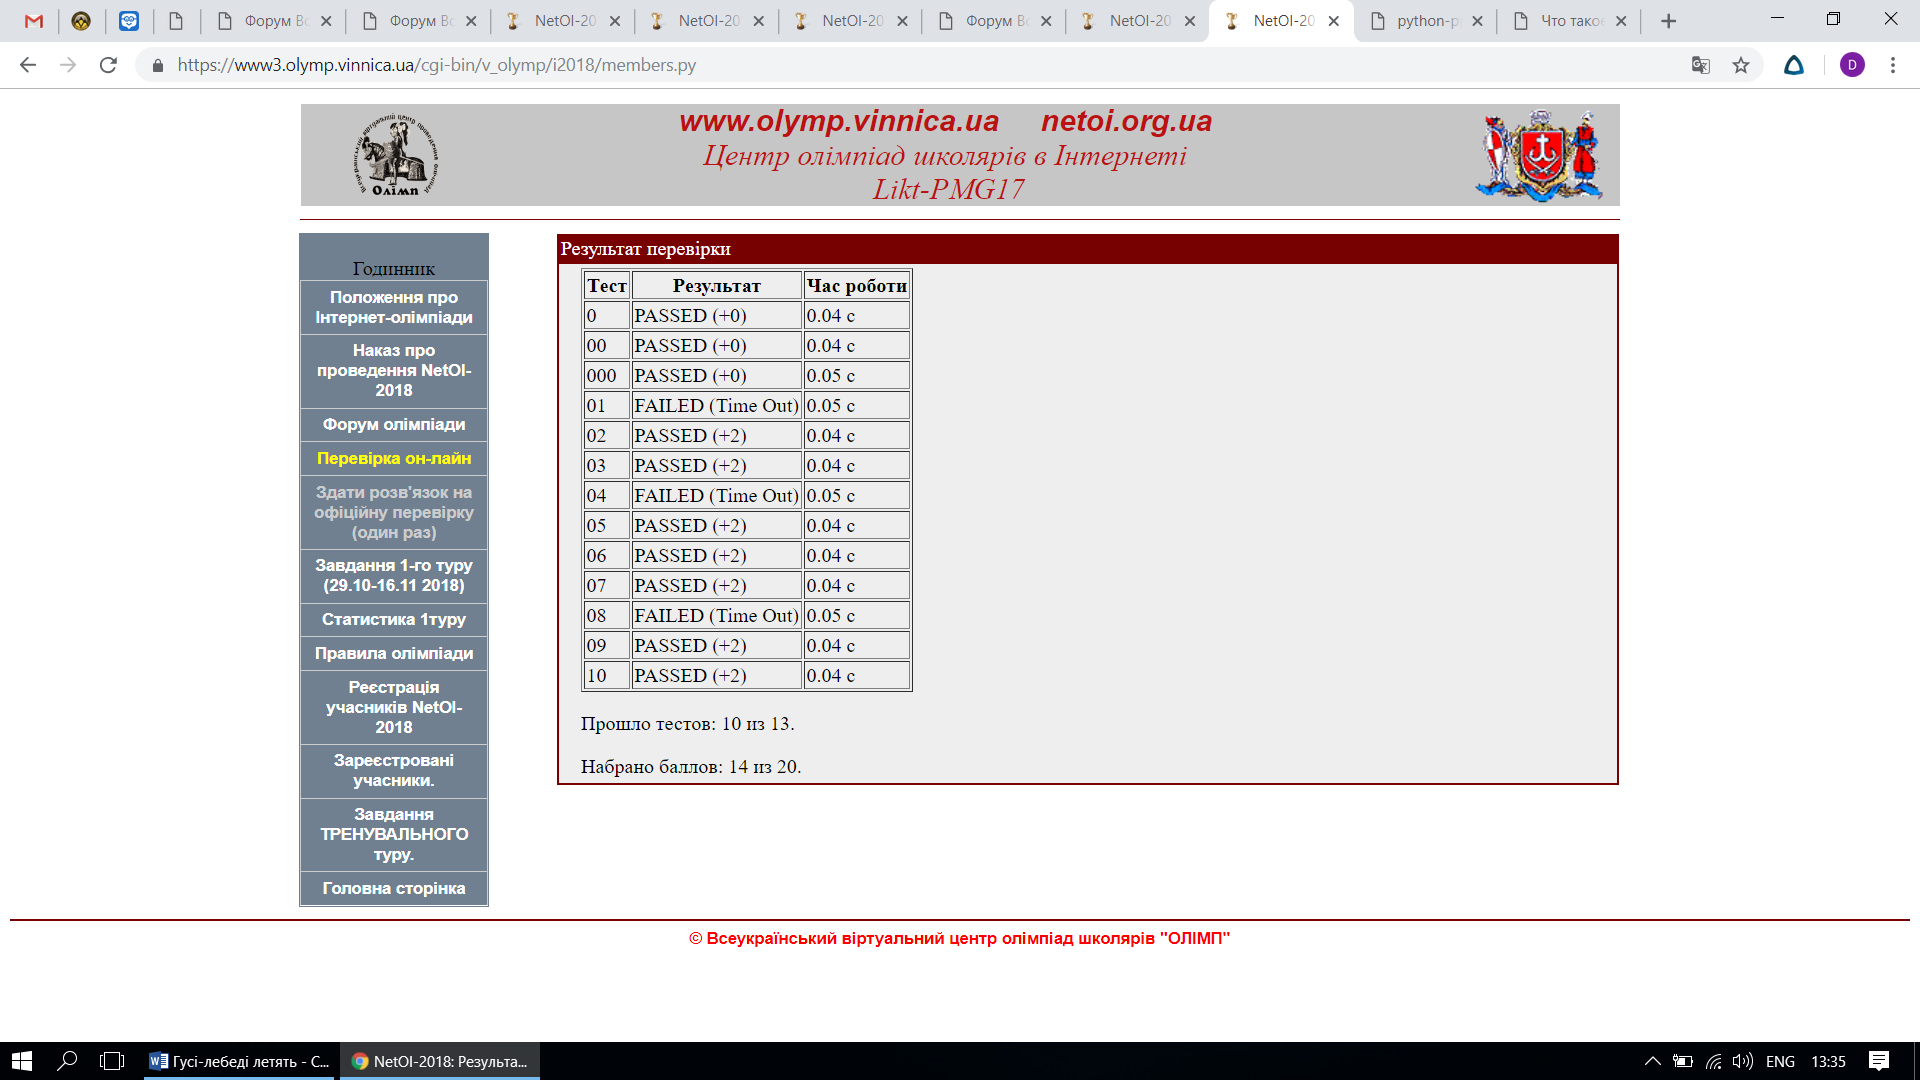 Форум Вс
Форум Вс
NetOI-20
NetOI-20
NetOI-20
Форум Вс
NetOI-20
NetOI-20
python-p
Что такое
https://www3.olymp.vinnica.ua/cgi-bin/v_olymp/i2018/members.py
D
Олімп
www.olymp.vinnica.ua netoi.org.ua
Центр олімпіад школярів в Інтернеті
Likt-PMG17
Годинник
Положення про
Інтернет-олімпіади
Наказ про
проведення NetOI-
2018
Форум олімпіади
Перевірка он-лайн
Здати розв'язок на
офіційну перевірку
(один раз)
Завдання 1-го туру
(29.10-16.11 2018)
Статистика 1туру
Правила олімпіади
Реєстрація
учасників NetOI-
2018
Зареєстровані
учасники.
Завдання
ТРЕНУВАЛЬНОГО
туру.
Головна сторінка
Результат перевірки
Тест Результат Час роботи
0 PASSED (+0) 0.04 с
00 PASSED (+0) 0.04 с
000 PASSED (+0) 0.05 с
01 FAILED (Time Out) 0.05 с
02 PASSED (+2) 0.04 с
03 PASSED (+2) 0.04 с
04 FAILED (Time Out) 0.05 с
05 PASSED (+2) 0.04 с
06 PASSED (+2) 0.04 с
07 PASSED (+2) 0.04 с
08 FAILED (Time Out) 0.05 с
09 PASSED (+2) 0.04 с
10 PASSED (+2) 0.04 с
Прошло тестов: 10 из 13.
Набрано баллов: 14 из 20.
© Всеукраїнський віртуальний центр олімпіад школярів "ОЛІМП"
Гусі-лебеді летять - С...
NetOI-2018: Результа...
ENG
13:35